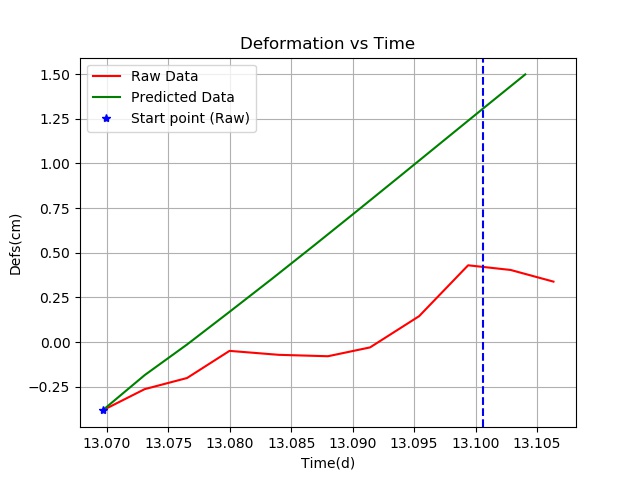 Deformation vs Time
Raw Data
Predicted Data
Start point (Raw)
1.50
1.25
1.00
0.75
0.50
0.25
0.00
−0.25
Defs(cm)
13.070 13.075 13.080 13.085 13.090 13.095 13.100 13.105
Time(d)